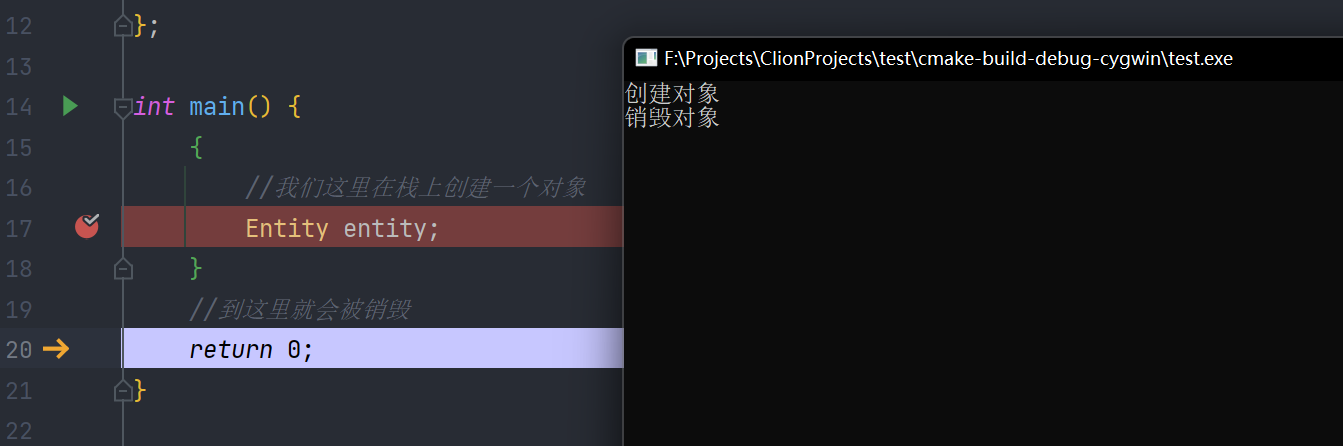 12 };
13
14 int main() {
15 {
16 //我们这里在栈上创建一个对象
17 Entity entity;
18 }
19 //到这里就会被销毁
20 return 0;
21 }
22
F:\Projects\ClionProjects\test\cmake-build-debug-cygwin\test.exe
创建对象
销毁对象